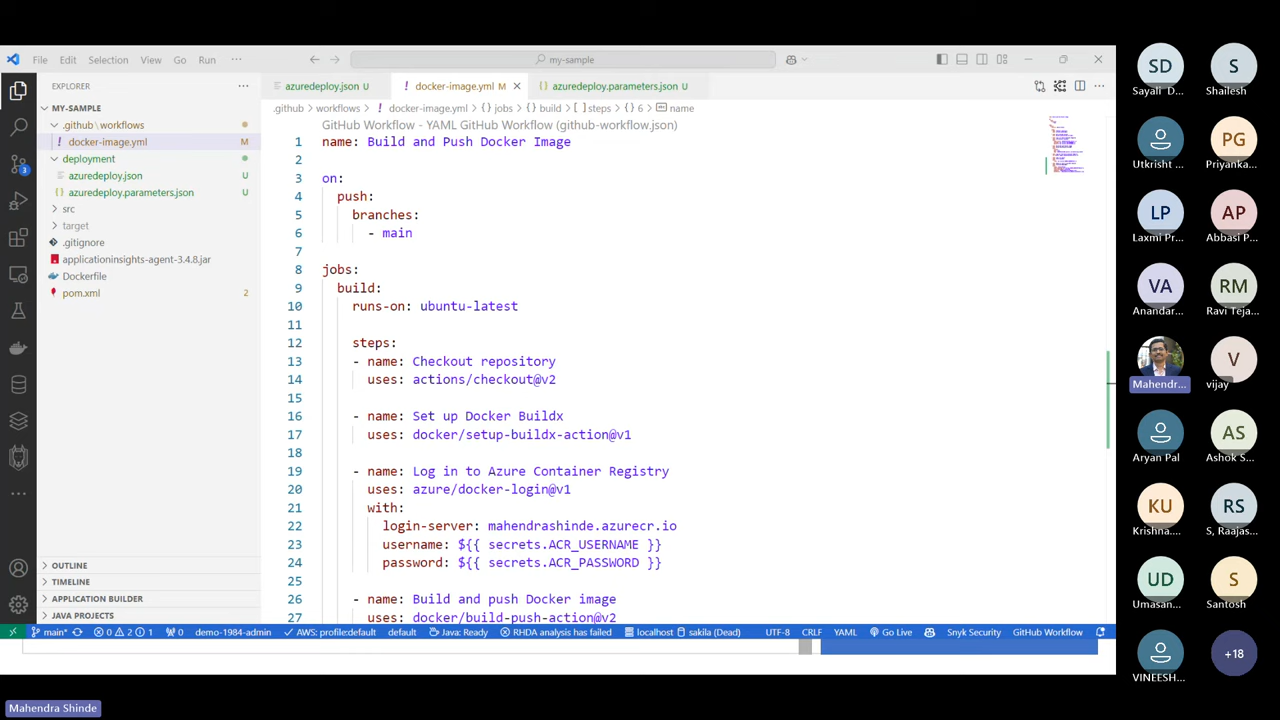 File Edit Selection View Go Run ···
my-sample
EXPLORER ···
MY-SAMPLE
.github\workflows
docker-image.yml M
deployment
azuredeploy.json U
azuredeploy.parameters.json U
src
target
.gitignore
applicationinsights-agent-3.4.8.jar
Dockerfile
pom.xml 2
OUTLINE
TIMELINE
APPLICATION BUILDER
JAVA PROJECTS
3
azuredeploy.json U
docker-image.yml M
azuredeploy.parameters.json U
.github > workflows > docker-image.yml > {} jobs > {} build > [ ] steps > {} 6 > name
GitHub Workflow - YAML GitHub Workflow (github-workflow.json)
1 name: Build and Push Docker Image
2
3 on:
4 push:
5 branches:
6 - main
7
8 jobs:
9 build:
10 runs-on: ubuntu-latest
11
12 steps:
13 - name: Checkout repository
14 uses: actions/checkout@v2
15
16 - name: Set up Docker Buildx
17 uses: docker/setup-buildx-action@v1
18
19 - name: Log in to Azure Container Registry
20 uses: azure/docker-login@v1
21 with:
22 login-server: mahendrashinde.azurecr.io
23 username: ${{ secrets.ACR_USERNAME }}
24 password: ${{ secrets.ACR_PASSWORD }}
25
26 - name: Build and push Docker image
27 uses: docker/build-push-action@v2
main* 0 2 1 0 demo-1984-admin AWS: profile:default default Java: Ready RHDA analysis has failed localhost sakila (Dead) UTF-8 CRLF YAML Go Live Snyk Security GitHub Workflow
SD
Sayali D...
S
Shailesh
Utkrisht ...
PG
Priyanka...
LP
Laxmi Pr...
AP
Abbasi P...
VA
Anandar...
RM
Ravi Teja...
Mahendr...
V
vijay
Aryan Pal
AS
Ashok S...
KU
Krishna...
RS
S, Raajas...
UD
Umasan...
S
Santosh
VINEESH...
+18
Mahendra Shinde